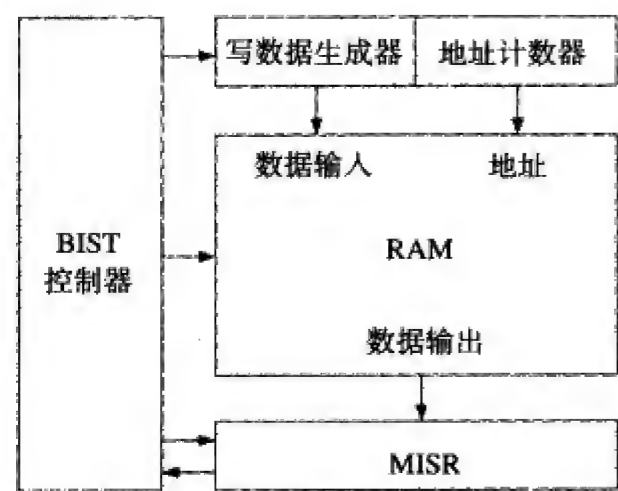 写数据生成器
地址计数器
数据输入
地址
BIST
控制器
RAM
数据输出
MISR